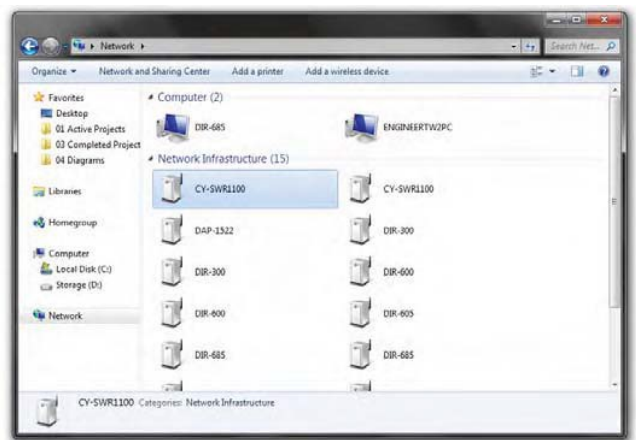 Network
Search Net...
Organize
Network and Sharing Center
Add a printer
Add a wireless device
Favorites
Desktop
01 Active Projects
03 Completed Project
04 Diagrams
Libraries
Homegroup
Computer
Local Disk (C:)
Storage (D:)
Network
Computer (2)
DIR-685
ENGINEERTW2PC
Network Infrastructure (15)
CY-SWR1100
CY-SWR1100
DAP-1522
DIR-300
DIR-300
DIR-600
DIR-600
DIR-605
DIR-685
DIR-685
CY-SWR1100 Categories: Network Infrastructure